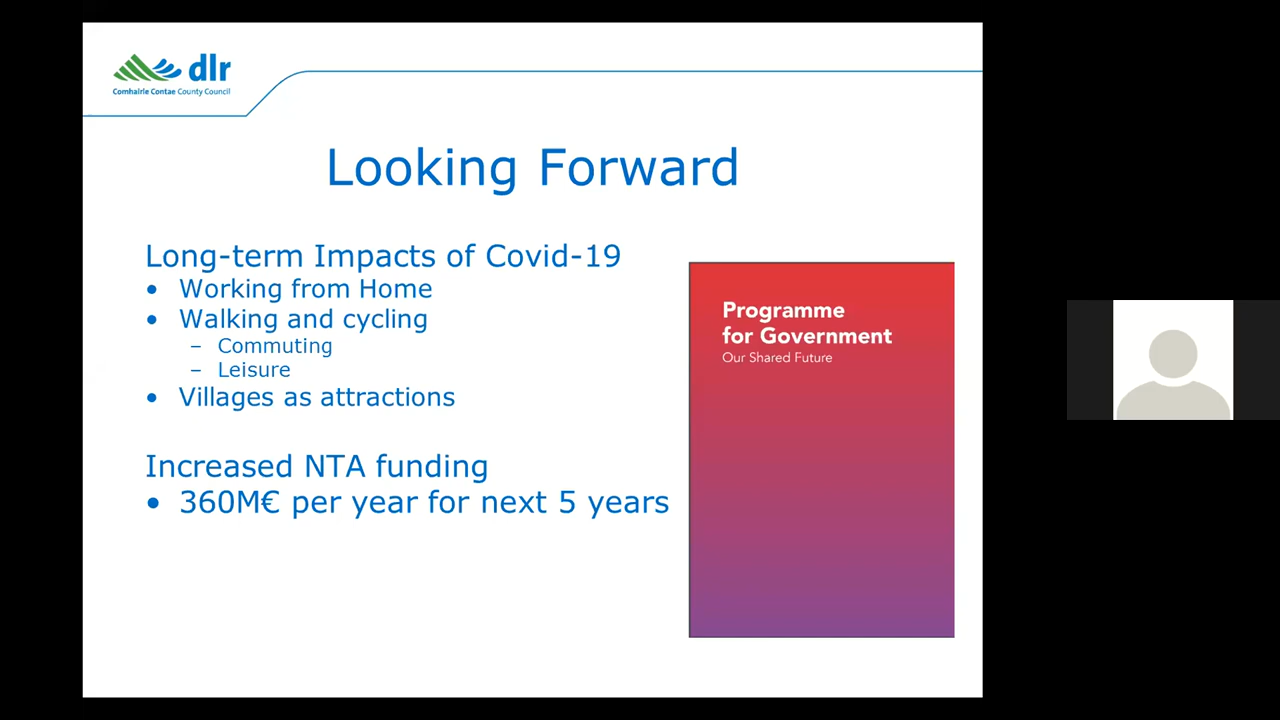 dlr
Comhairle Contae County Council
Looking Forward
Long-term Impacts of Covid-19
• Working from Home
• Walking and cycling
– Commuting
– Leisure
• Villages as attractions
Increased NTA funding
• 360M€ per year for next 5 years
Programme
for Government
Our Shared Future